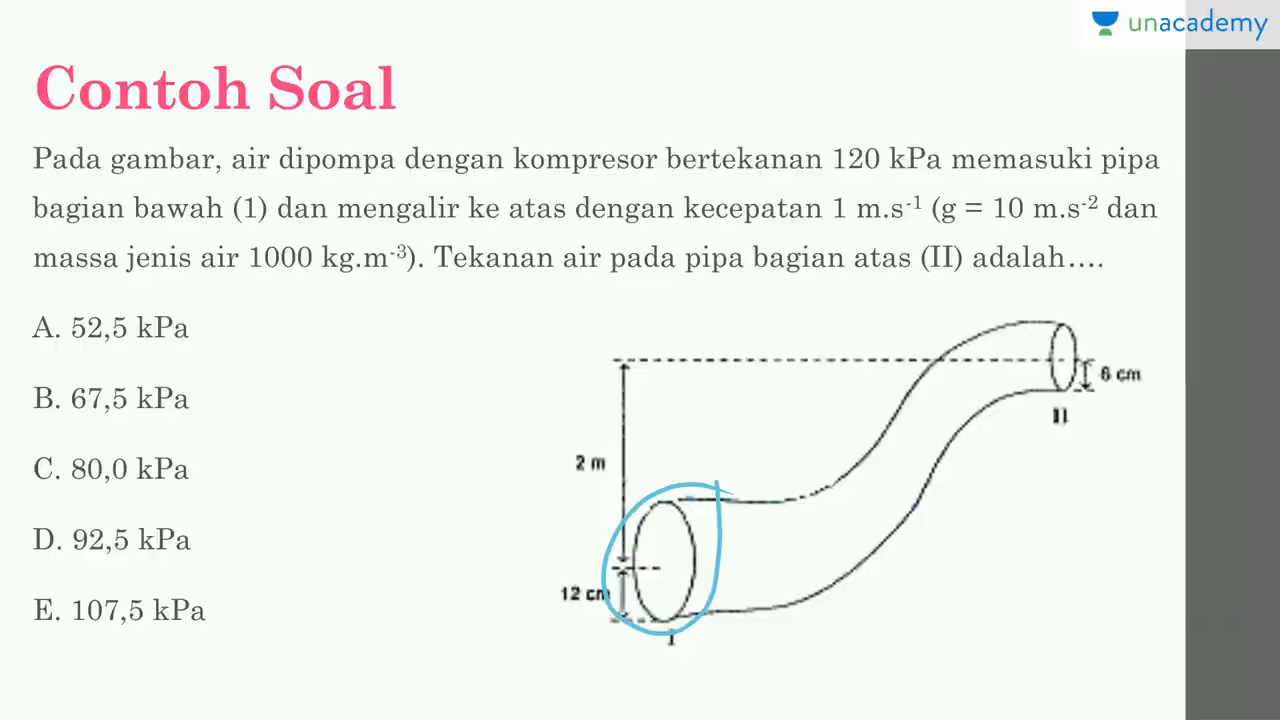 unacademy
Contoh Soal
Pada gambar, air dipompa dengan kompresor bertekanan 120 kPa memasuki pipa
bagian bawah (1) dan mengalir ke atas dengan kecepatan 1 m.s⁻¹ (g = 10 m.s⁻² dan
massa jenis air 1000 kg.m⁻³). Tekanan air pada pipa bagian atas (II) adalah….
A. 52,5 kPa
B. 67,5 kPa
C. 80,0 kPa
D. 92,5 kPa
E. 107,5 kPa
6 cm
II
2 m
12 cm
I